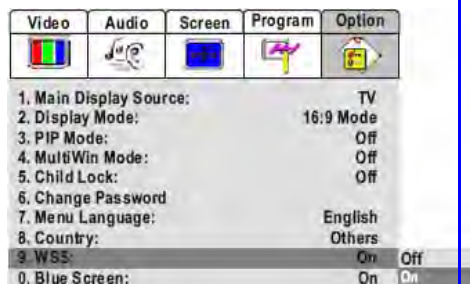 Video Audio Screen Program Option
1. Main Display Source: TV
2. Display Mode: 16:9 Mode
3. PIP Mode: Off
4. MultiWin Mode: Off
5. Child Lock: Off
6. Change Password
7. Menu Language: English
8. Country: Others
9. WSS: On Off
0. Blue Screen: On On